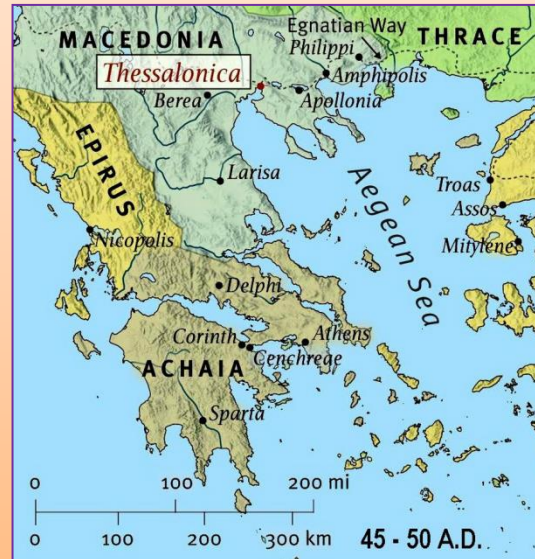 Egnatian Way
MACEDONIA
Philippi
THRACE
Thessalonica
Amphipolis
Berea
Apollonia
EPIRUS
Larisa
Troas
Aegean Sea
Assos
Nicopolis
Mitylene
Delphi
Corinth
Athens
Cenchreae
ACHAIA
Sparta
0 100 200 mi
0 100 200 300 km
45 - 50 A.D.